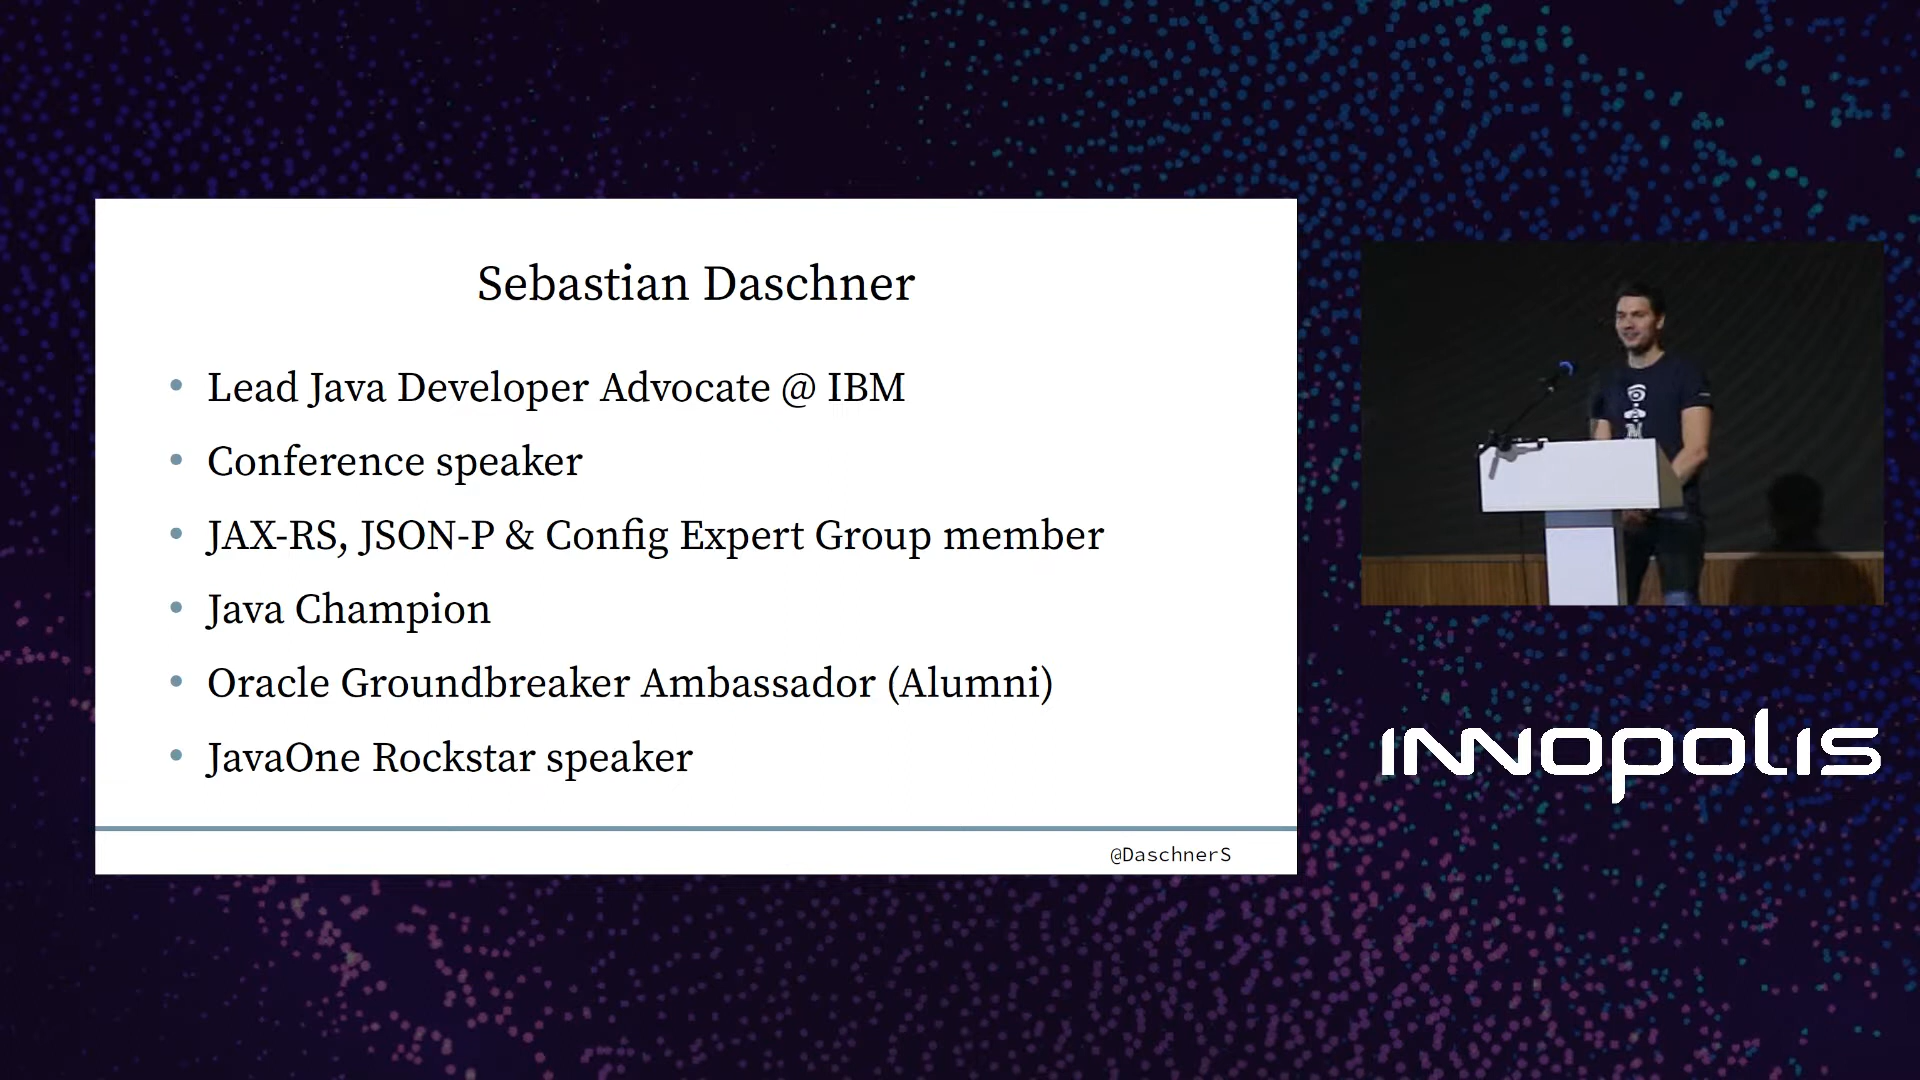 Sebastian Daschner
• Lead Java Developer Advocate @ IBM
• Conference speaker
• JAX-RS, JSON-P & Config Expert Group member
• Java Champion
• Oracle Groundbreaker Ambassador (Alumni)
• JavaOne Rockstar speaker
@DaschnerS
INNOPOLIS